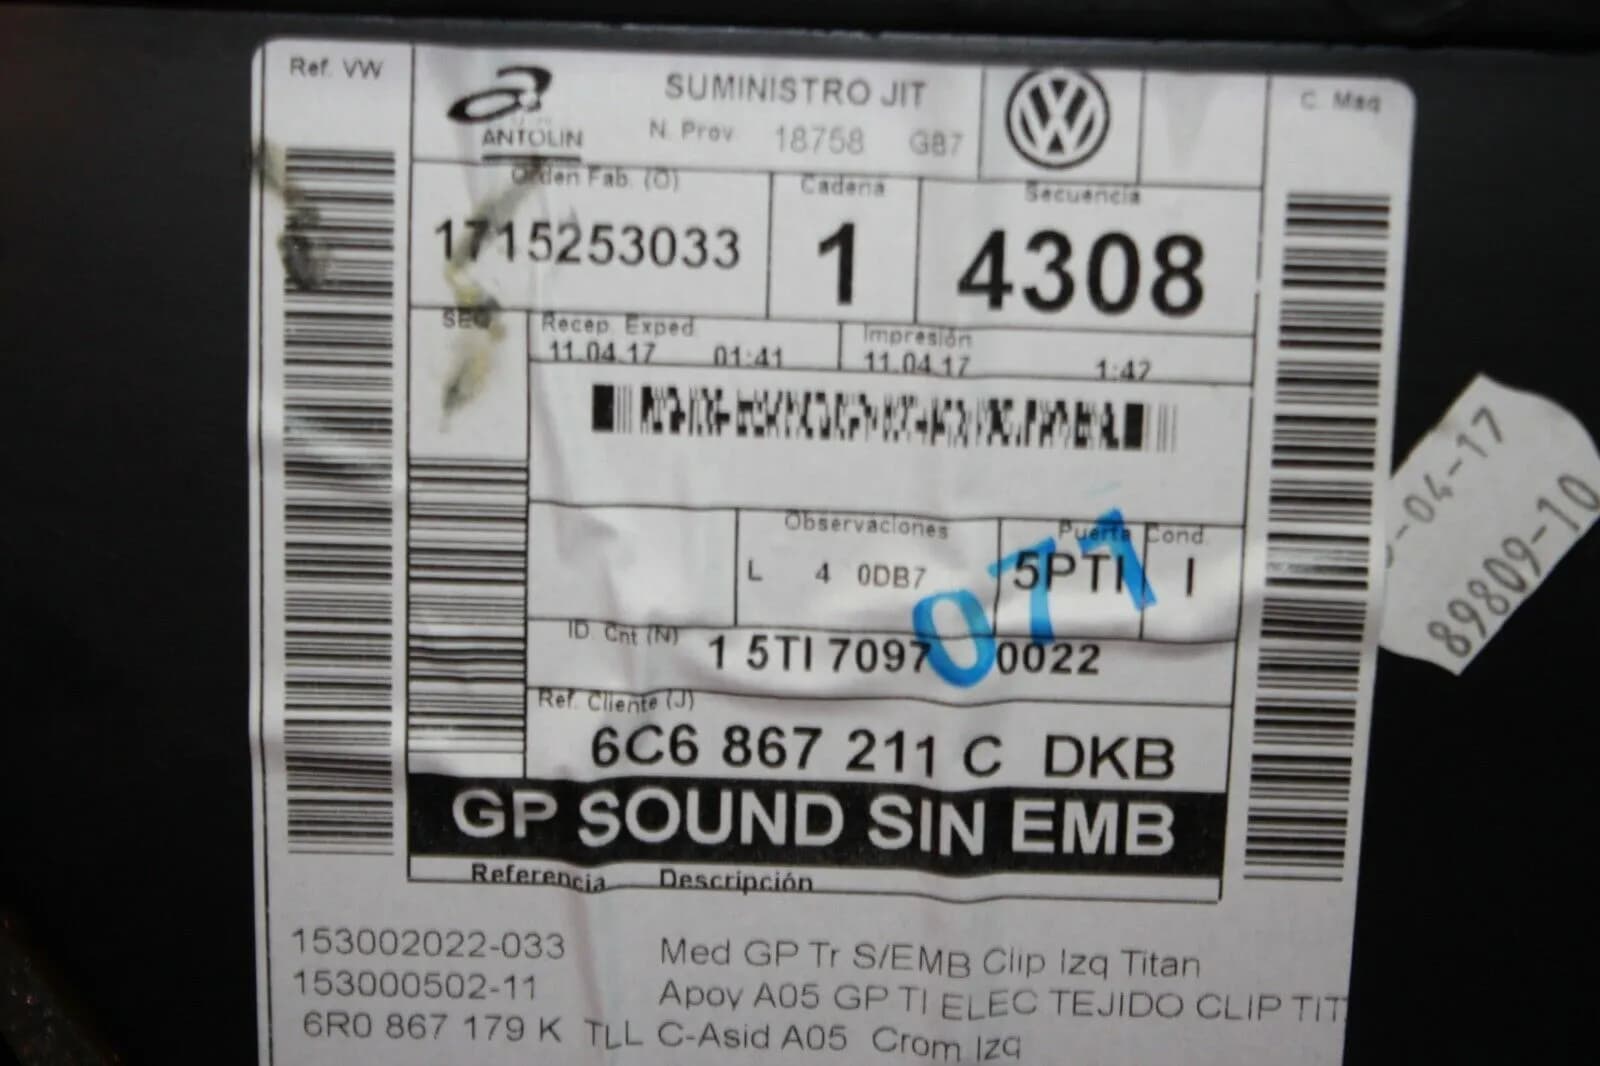 Ref. VW
ANTOLIN
SUMINISTRO JIT
N. Prov 18758 GB7
C. Maq
Orden Fab. (O)
Cadena
Secuencia
1715253033
1
4308
SEQ
Recep. Exped
Impresión
11.04.17 01:41
11.04.17 1:42
Observaciones
Puerta
Cond.
L 4 0DB7
5PTI
I
071
ID. Cnt (N) 1 5TI 7097 0022
Ref. Cliente (J)
6C6 867 211 C DKB
GP SOUND SIN EMB
Referencia Descripción
153002022-033 Med GP Tr S/EMB Clip Izq Titan
153000502-11 Apoy A05 GP TI ELEC TEJIDO CLIP TIT
6R0 867 179 K TLL C-Asid A05 Crom Izq
-04-17
89809-10